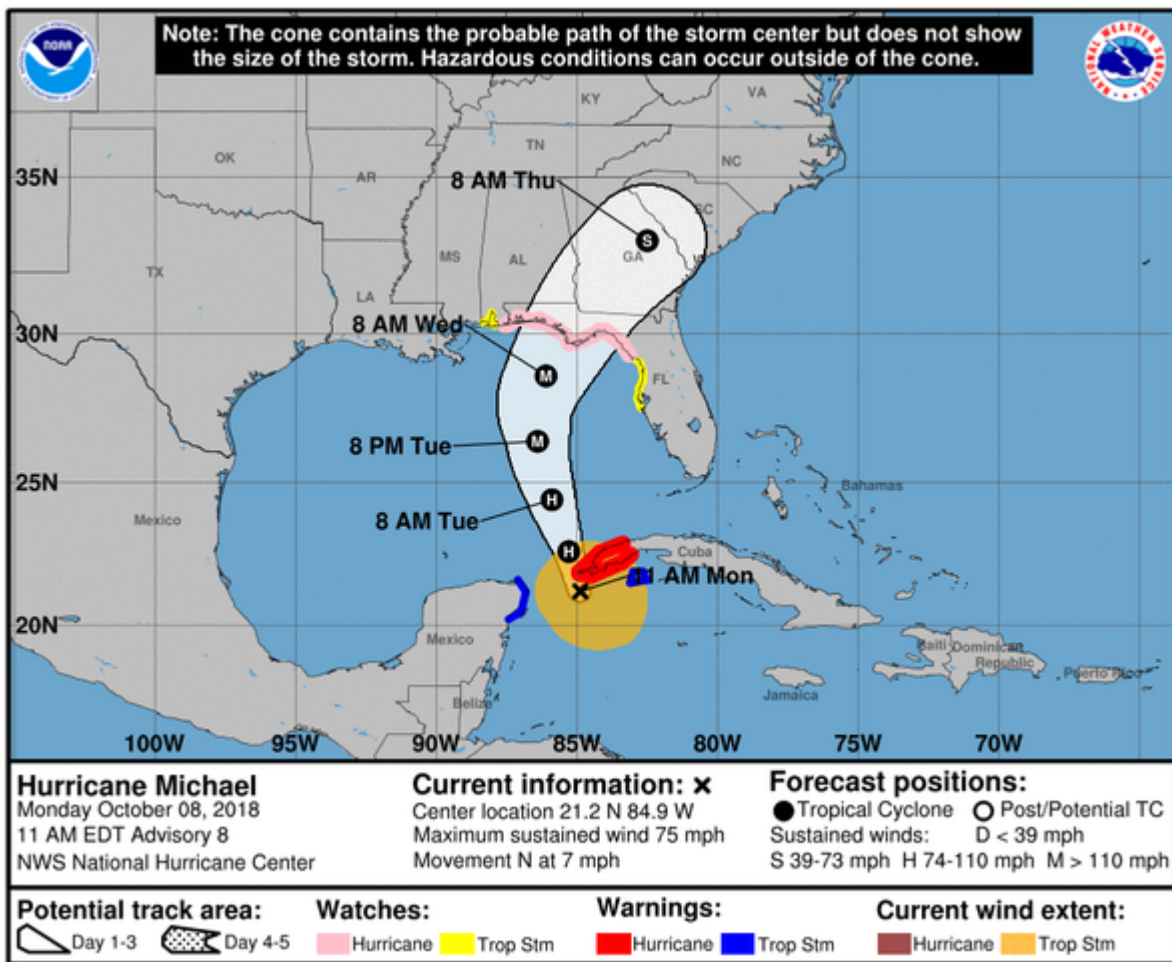 Note: The cone contains the probable path of the storm center but does not show
the size of the storm. Hazardous conditions can occur outside of the cone.
NOAA
NATIONAL WEATHER SERVICE
KY
VA
OK
TN
NC
35N
AR
8 AM Thu
SC
S
MS
AL
GA
TX
LA
30N
8 AM Wed
M
FL
8 PM Tue
M
25N
Bahamas
Mexico
8 AM Tue
H
H
Cuba
11 AM Mon
20N
Mexico
Haiti
Dominican
Republic
Puerto Rico
Jamaica
Belize
100W
95W
90W
85W
80W
75W
70W
Hurricane Michael
Monday October 08, 2018
11 AM EDT Advisory 8
NWS National Hurricane Center
Current information: ×
Center location 21.2 N 84.9 W
Maximum sustained wind 75 mph
Movement N at 7 mph
Forecast positions:
Tropical Cyclone Post/Potential TC
Sustained winds: D < 39 mph
S 39-73 mph H 74-110 mph M > 110 mph
Potential track area:
Day 1-3 Day 4-5
Watches:
Hurricane Trop Stm
Warnings:
Hurricane Trop Stm
Current wind extent:
Hurricane Trop Stm